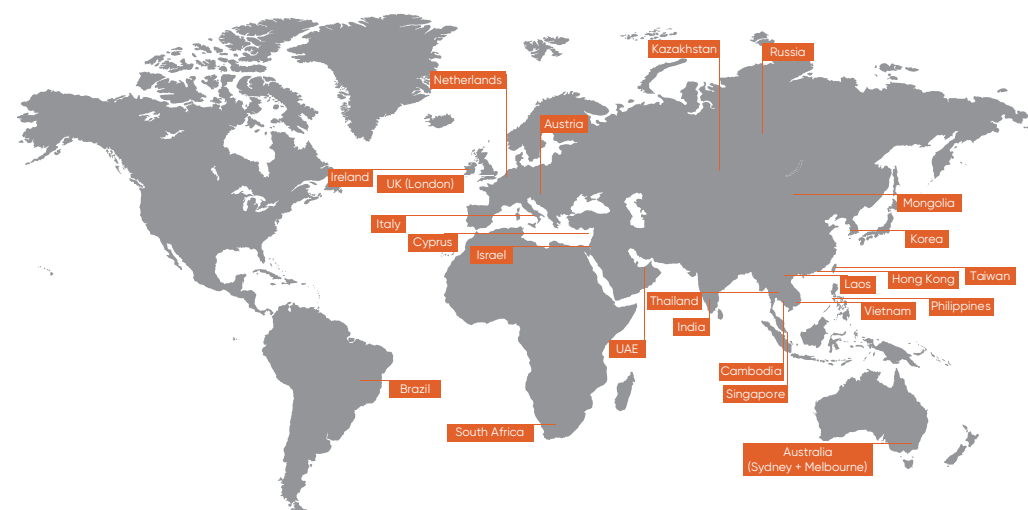 Kazakhstan
Russia
Netherlands
Austria
Ireland
UK (London)
Mongolia
Italy
Cyprus
Korea
Israel
Taiwan
Hong Kong
Laos
Thailand
Philippines
Vietnam
India
UAE
Cambodia
Brazil
Singapore
South Africa
Australia
(Sydney + Melbourne)